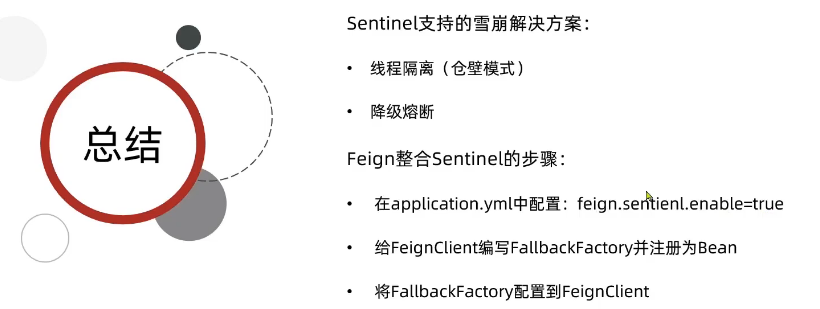 Sentinel支持的雪崩解决方案：
• 线程隔离（仓壁模式）
• 降级熔断
总结
Feign整合Sentinel的步骤：
• 在application.yml中配置：feign.sentienl.enable=true
• 给FeignClient编写FallbackFactory并注册为Bean
• 将FallbackFactory配置到FeignClient